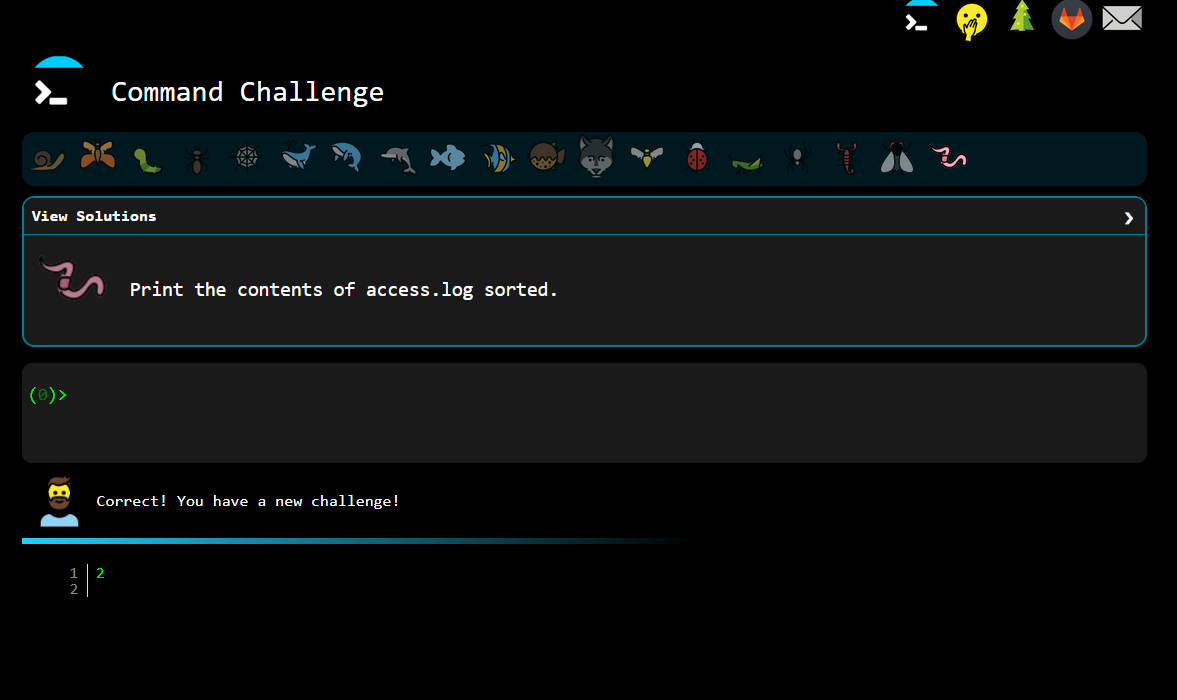 Command Challenge
View Solutions
Print the contents of access.log sorted.
(0)>
Correct! You have a new challenge!
1 2
2